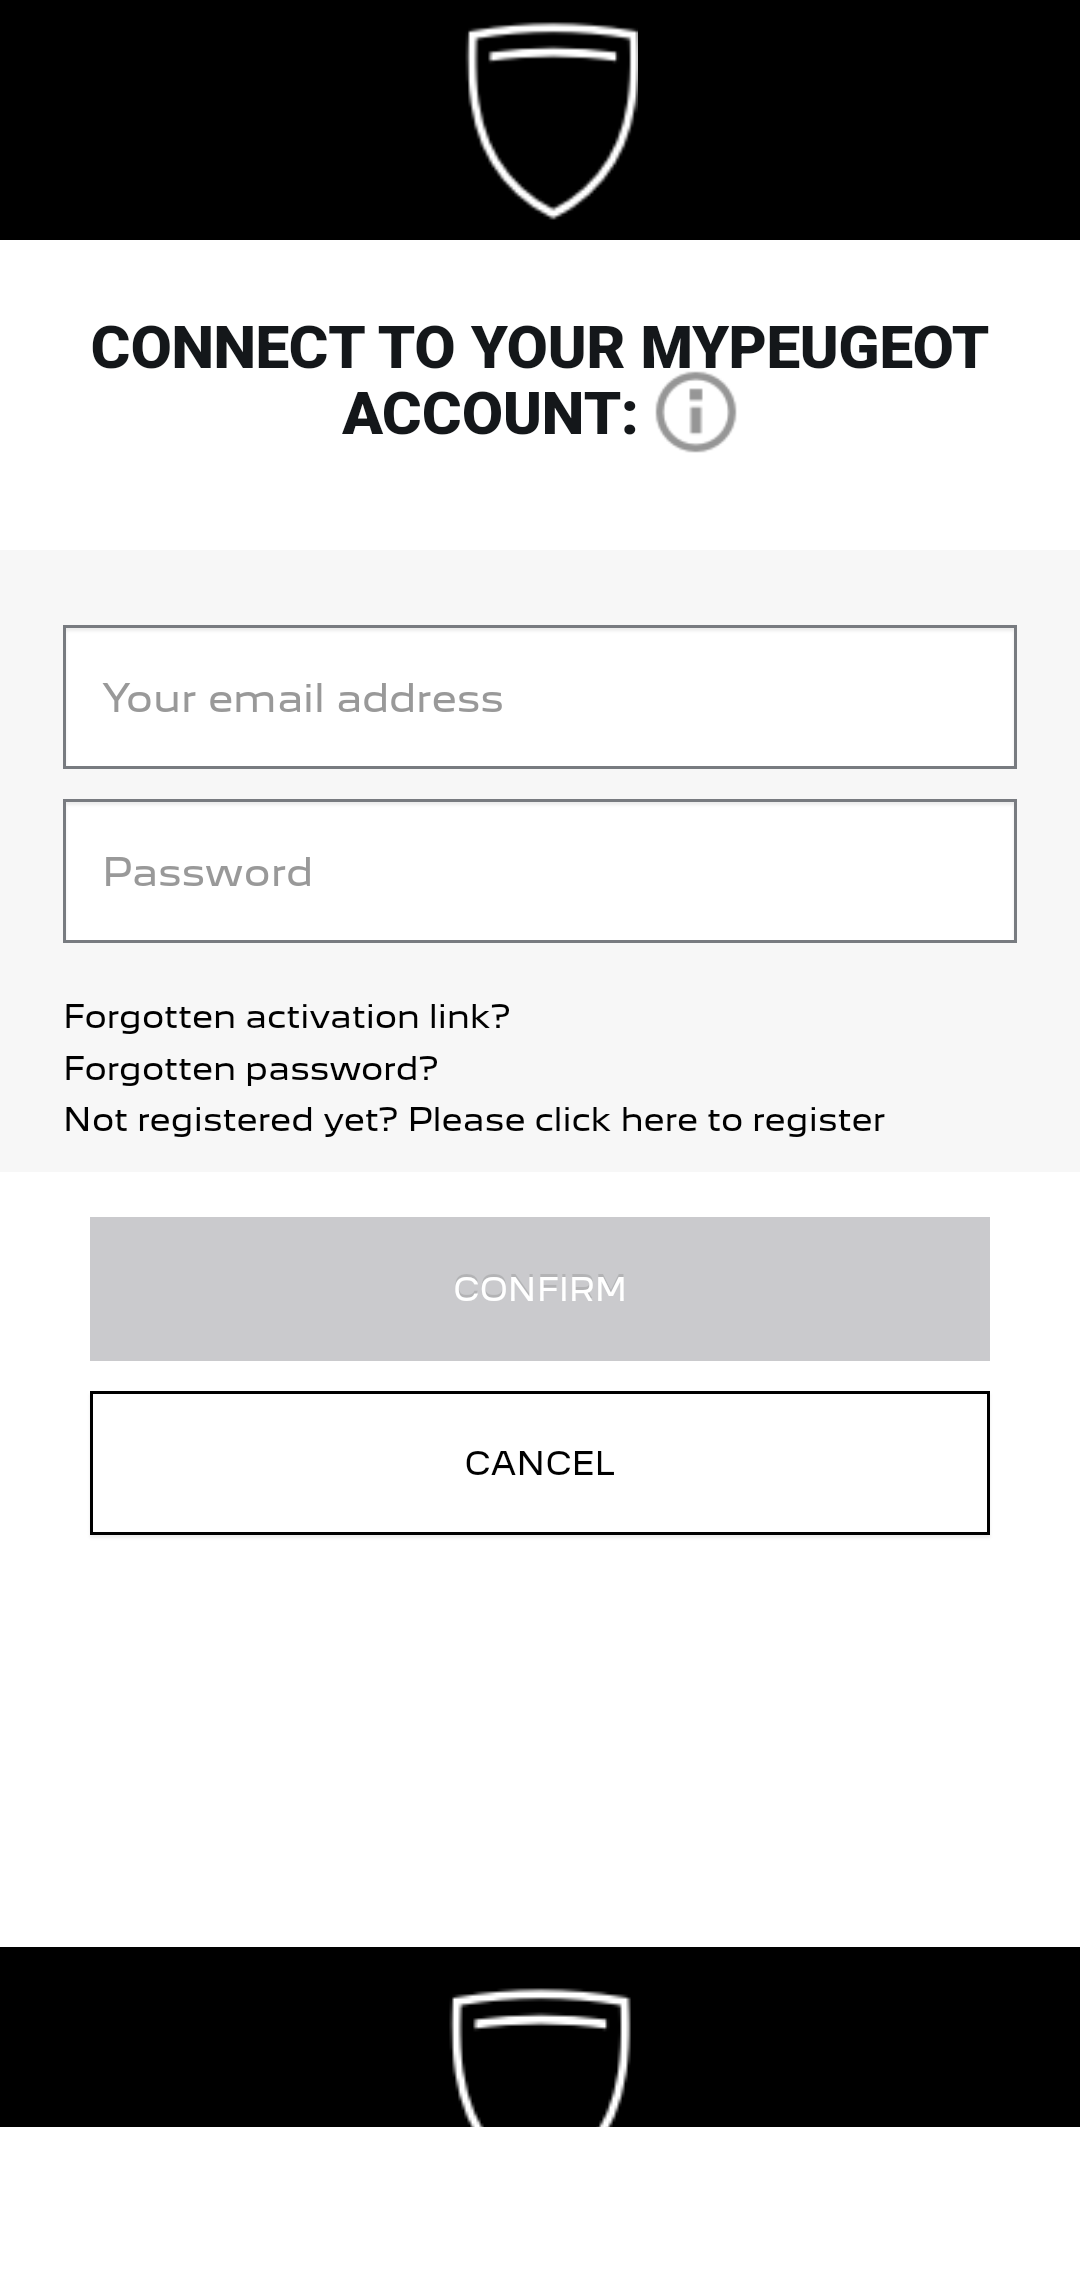 CONNECT TO YOUR MYPEUGEOT
ACCOUNT:
Your email address
Password
Forgotten activation link?
Forgotten password?
Not registered yet? Please click here to register
CONFIRM
CANCEL